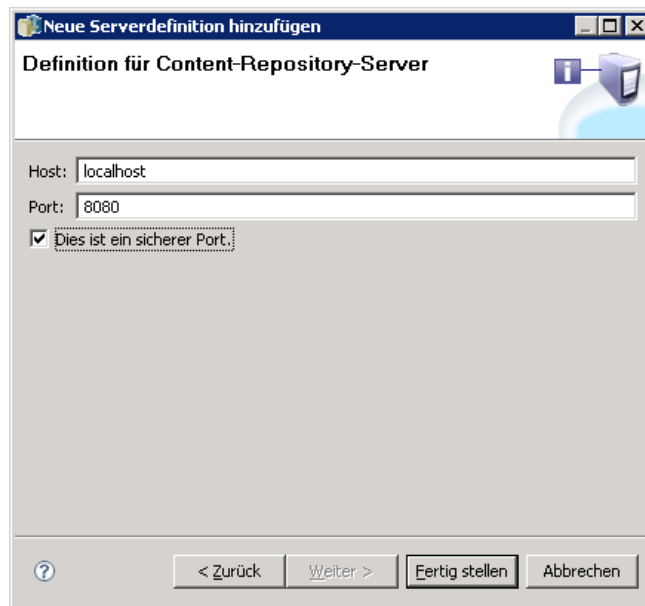 Neue Serverdefinition hinzufügen
Definition für Content-Repository-Server
Host: localhost
Port: 8080
Dies ist ein sicherer Port.
< Zurück Weiter > Fertig stellen Abbrechen